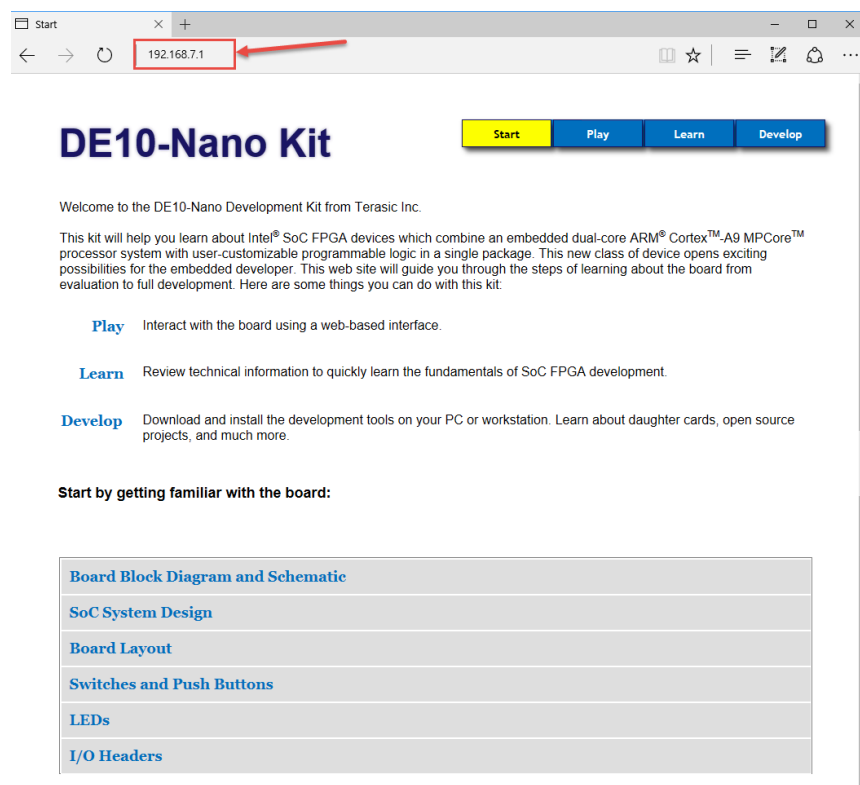 Start
192.168.7.1
DE10-Nano Kit
Start Play Learn Develop
Welcome to the DE10-Nano Development Kit from Terasic Inc.
This kit will help you learn about Intel® SoC FPGA devices which combine an embedded dual-core ARM® Cortex™-A9 MPCore™
processor system with user-customizable programmable logic in a single package. This new class of device opens exciting
possibilities for the embedded developer. This web site will guide you through the steps of learning about the board from
evaluation to full development. Here are some things you can do with this kit:
Play Interact with the board using a web-based interface.
Learn Review technical information to quickly learn the fundamentals of SoC FPGA development.
Develop Download and install the development tools on your PC or workstation. Learn about daughter cards, open source
projects, and much more.
Start by getting familiar with the board:
Board Block Diagram and Schematic
SoC System Design
Board Layout
Switches and Push Buttons
LEDs
I/O Headers